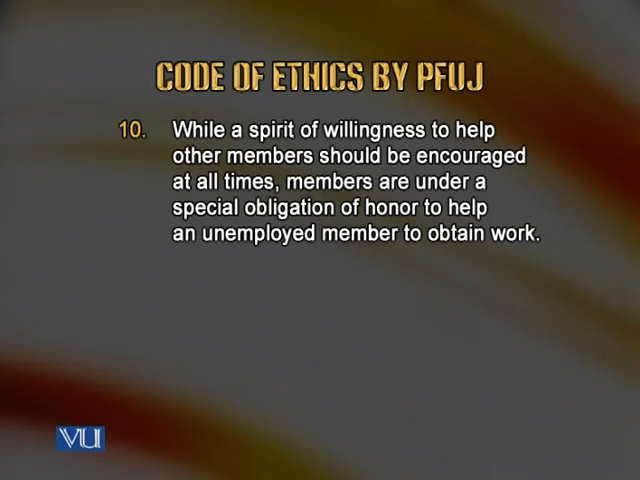 CODE OF ETHICS BY PFUJ
10. While a spirit of willingness to help
other members should be encouraged
at all times, members are under a
special obligation of honor to help
an unemployed member to obtain work.
VU